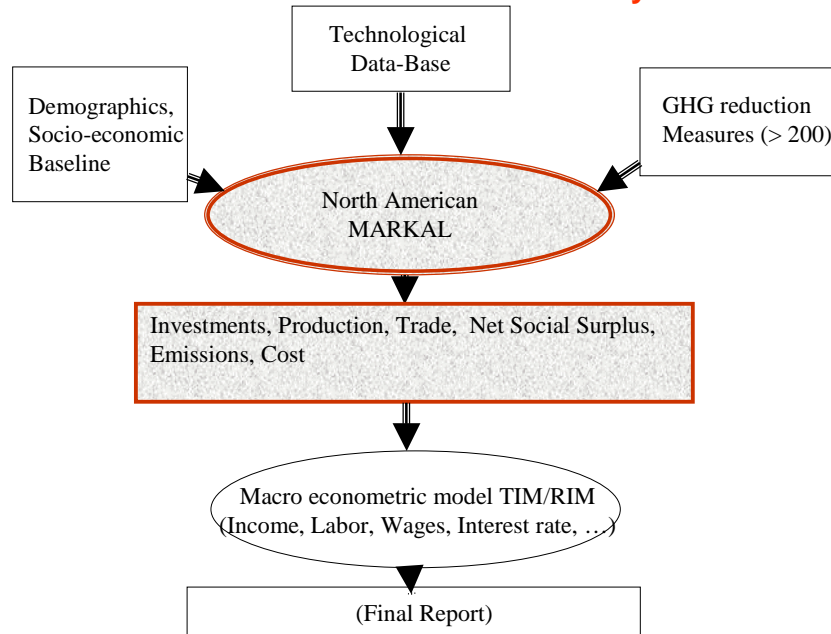 Technological
Data-Base
Demographics,
Socio-economic
Baseline
GHG reduction
Measures (> 200)
North American
MARKAL
Investments, Production, Trade, Net Social Surplus,
Emissions, Cost
Macro econometric model TIM/RIM
(Income, Labor, Wages, Interest rate, …)
(Final Report)